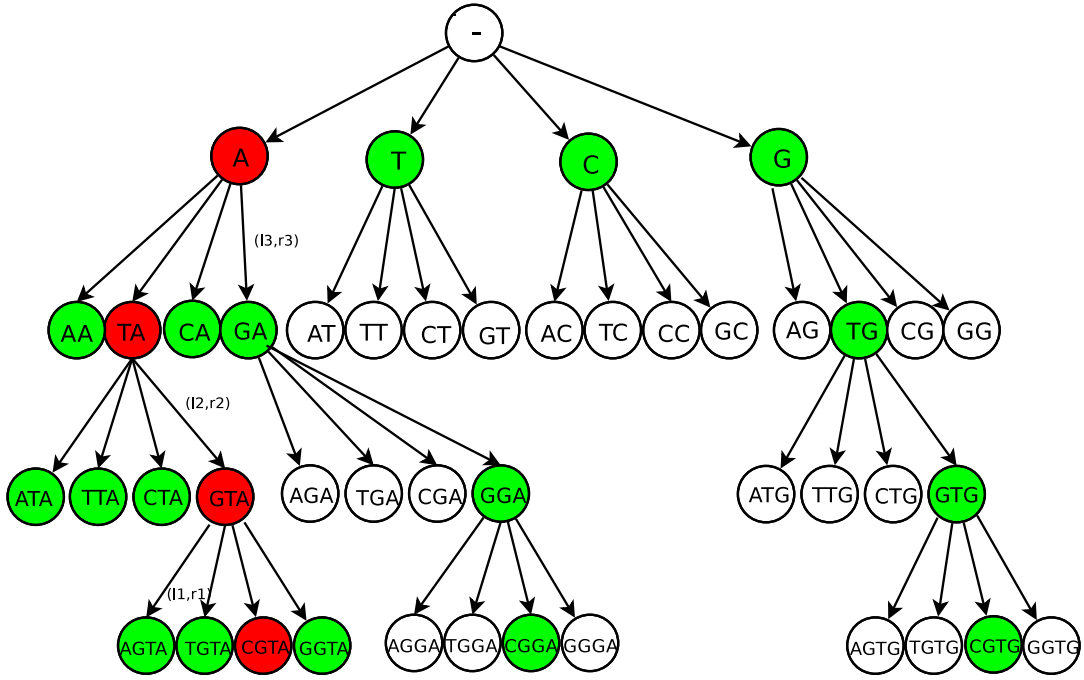 -
A T C G
(l3,r3)
AA TA CA GA AT TT CT GT AC TC CC GC AG TG CG GG
(l2,r2)
ATA TTA CTA GTA AGA TGA CGA GGA ATG TTG CTG GTG
(l1,r1)
AGTA TGTA CGTA GGTA AGGA TGGA CGGA GGGA AGTG TGTG CGTG GGTG